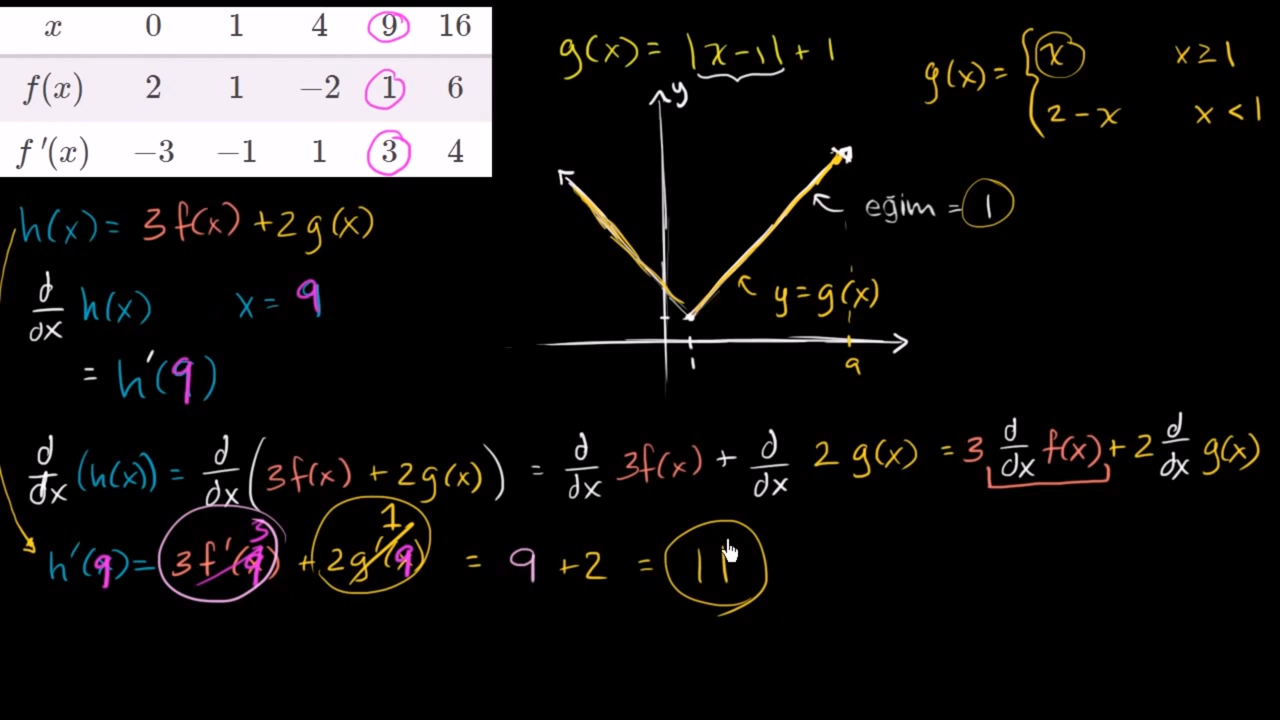 x 0 1 4 9 16
f(x) 2 1 −2 1 6
f′(x) −3 −1 1 3 4
g(x) = |x−1| + 1
g(x) = { x x ≥ 1
2 − x x < 1
y
eğim = 1
y = g(x)
1 9
h(x) = 3f(x) + 2g(x)
d/dx h(x) x = 9
= h′(9)
d/dx (h(x)) = d/dx (3f(x) + 2g(x)) = d/dx 3f(x) + d/dx 2g(x) = 3 d/dx f(x) + 2 d/dx g(x)
3 1
h′(9) = 3f′(9) + 2g′(9) = 9 + 2 = 11